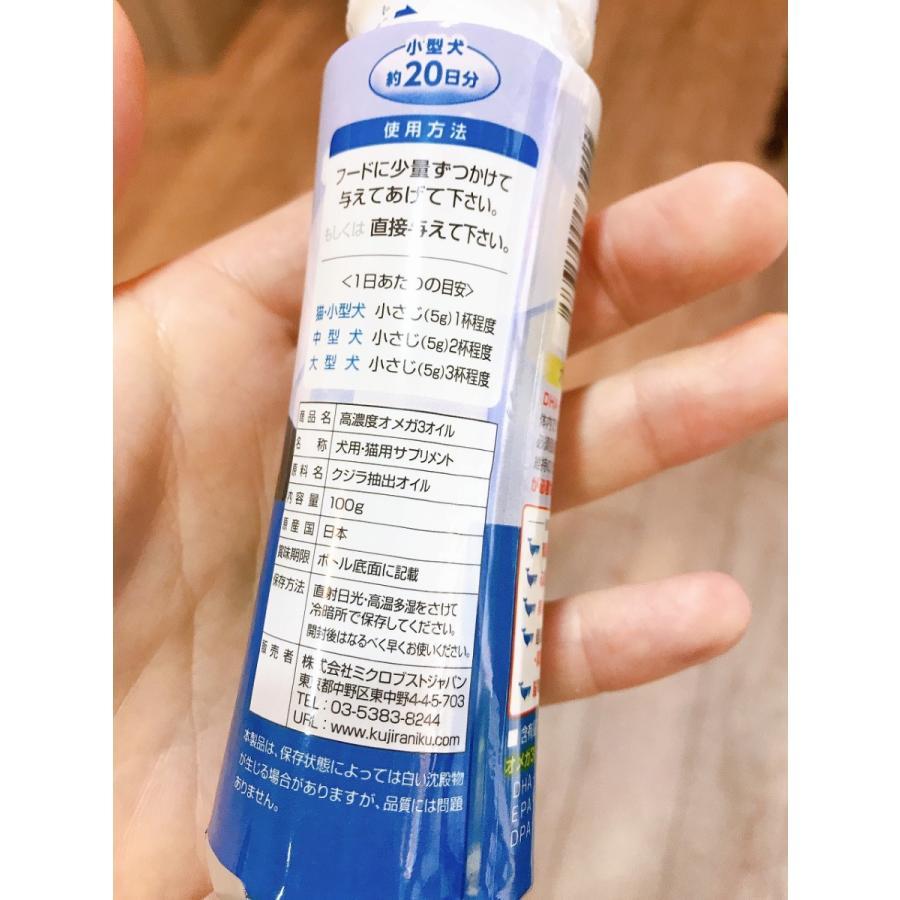 小型犬
約20日分
使用方法
フードに少量ずつかけて
与えてあげて下さい。
もしくは 直接与えて下さい。
<1日あたりの目安>
猫・小型犬 小さじ(5g)1杯程度
中型犬 小さじ(5g)2杯程度
大型犬 小さじ(5g)3杯程度
商品名 高濃度オメガ3オイル
名称 犬用・猫用サプリメント
原料名 クジラ抽出オイル
内容量 100g
原産国 日本
賞味期限 ボトル底面に記載
保存方法 直射日光・高温多湿をさけて
冷暗所で保存してください。
開封後はなるべく早くお使いください。
販売者 株式会社ミクロブストジャパン
東京都中野区東中野4-45-703
TEL：03-5383-8244
URL：www.kujiraniku.com
本製品は、保存状態によっては白い沈殿物
が生じる場合がありますが、品質には問題
ありません。
DHA
オメガ3
DHA
EPA
DPA